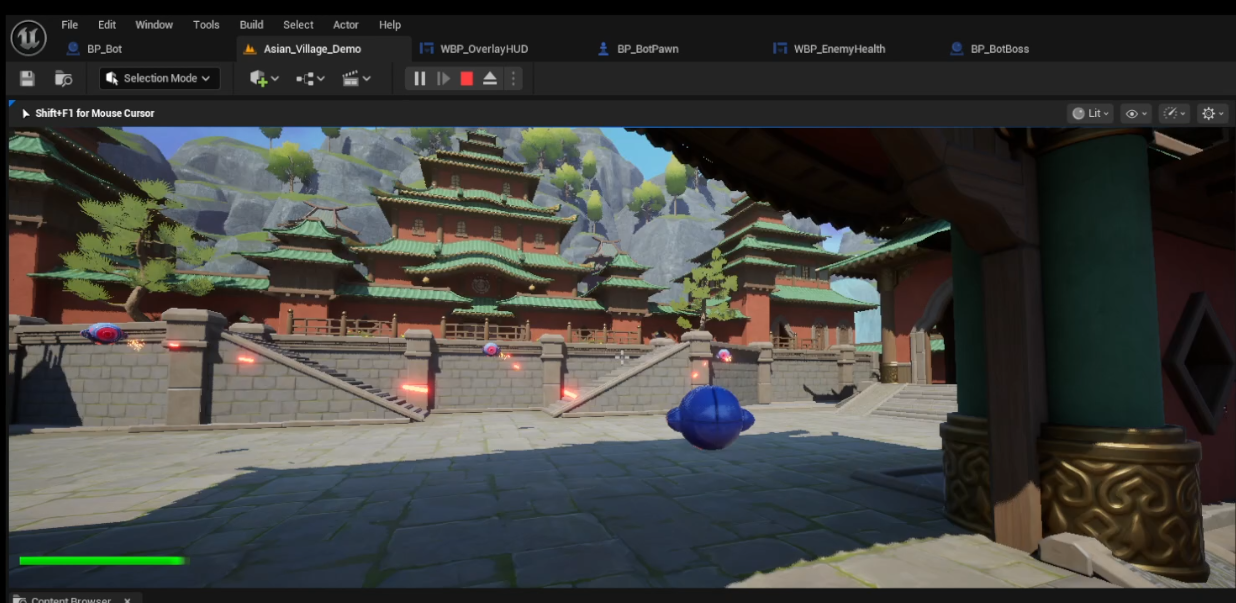 File Edit Window Tools Build Select Actor Help
BP_Bot Asian_Village_Demo WBP_OverlayHUD BP_BotPawn WBP_EnemyHealth BP_BotBoss
Selection Mode
Shift+F1 for Mouse Cursor Lit
Content Browser